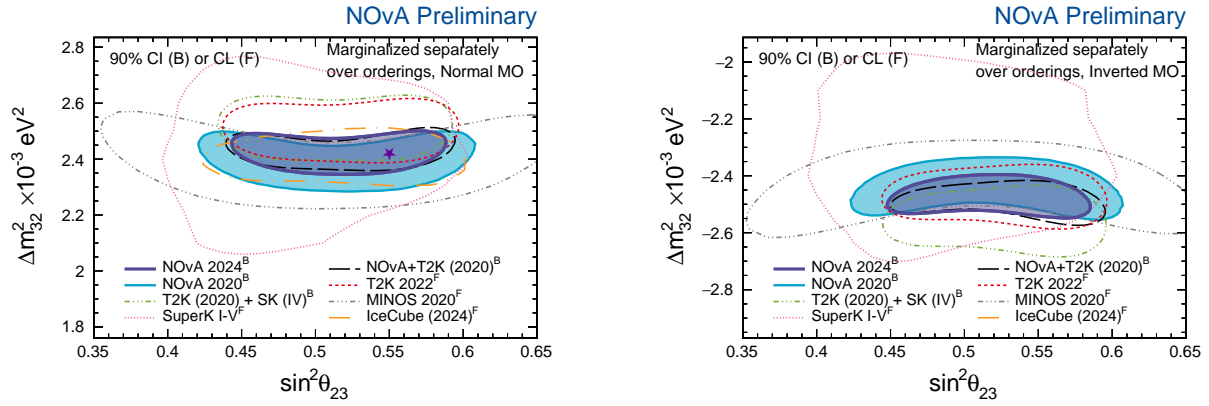 NOvA Preliminary
90% CI (B) or CL (F)
Marginalized separately
over orderings, Normal MO
2.8
2.6
2.4
2.2
2
1.8
Δm²₃₂ ×10⁻³ eV²
NOvA 2024ᴮ
NOvA 2020ᴮ
T2K (2020) + SK (IV)ᴮ
SuperK I-Vᶠ
NOvA+T2K (2020)ᴮ
T2K 2022ᶠ
MINOS 2020ᶠ
IceCube (2024)ᶠ
0.35 0.4 0.45 0.5 0.55 0.6 0.65
sin²θ₂₃
NOvA Preliminary
90% CI (B) or CL (F)
Marginalized separately
over orderings, Inverted MO
−2
−2.2
−2.4
−2.6
−2.8
Δm²₃₂ ×10⁻³ eV²
NOvA 2024ᴮ
NOvA 2020ᴮ
T2K (2020) + SK (IV)ᴮ
SuperK I-Vᶠ
NOvA+T2K (2020)ᴮ
T2K 2022ᶠ
MINOS 2020ᶠ
IceCube (2024)ᶠ
0.35 0.4 0.45 0.5 0.55 0.6 0.65
sin²θ₂₃